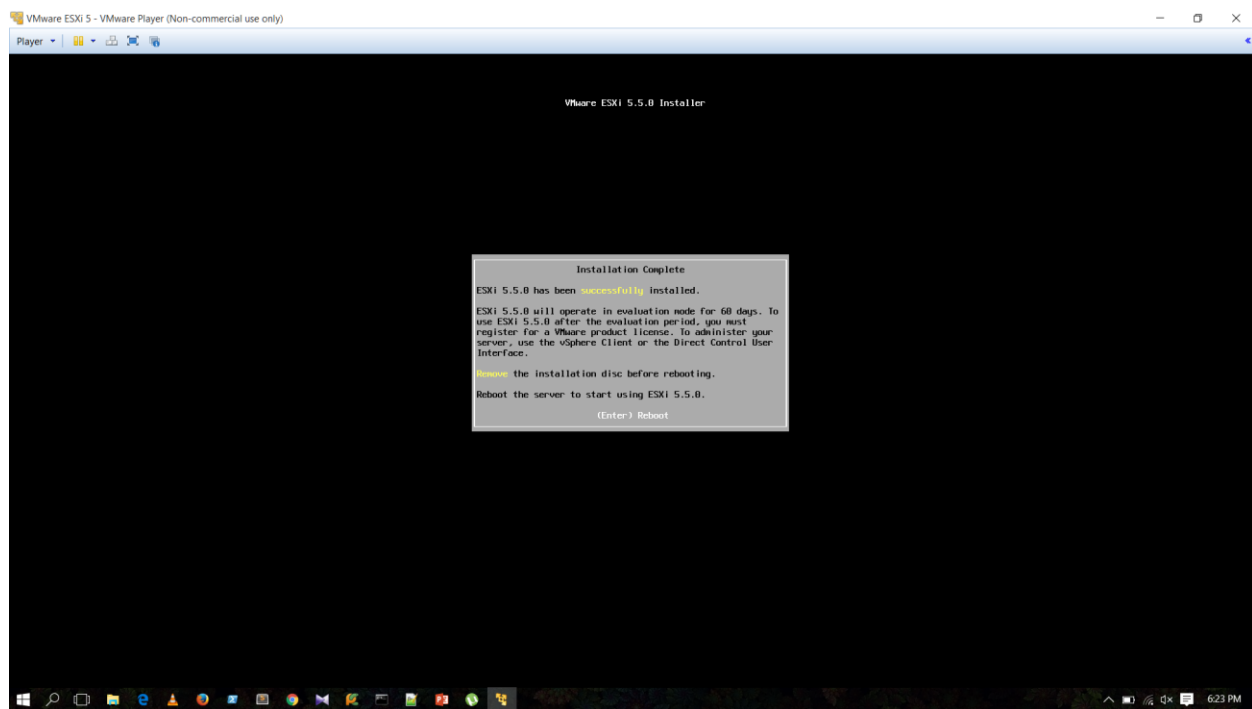 VMware ESXi 5 - VMware Player (Non-commercial use only)
Player
VMware ESXi 5.5.0 Installer
Installation Complete
ESXi 5.5.0 has been successfully installed.
ESXi 5.5.0 will operate in evaluation mode for 60 days. To
use ESXi 5.5.0 after the evaluation period, you must
register for a VMware product license. To administer your
server, use the vSphere Client or the Direct Control User
Interface.
Remove the installation disc before rebooting.
Reboot the server to start using ESXi 5.5.0.
(Enter) Reboot
6:23 PM